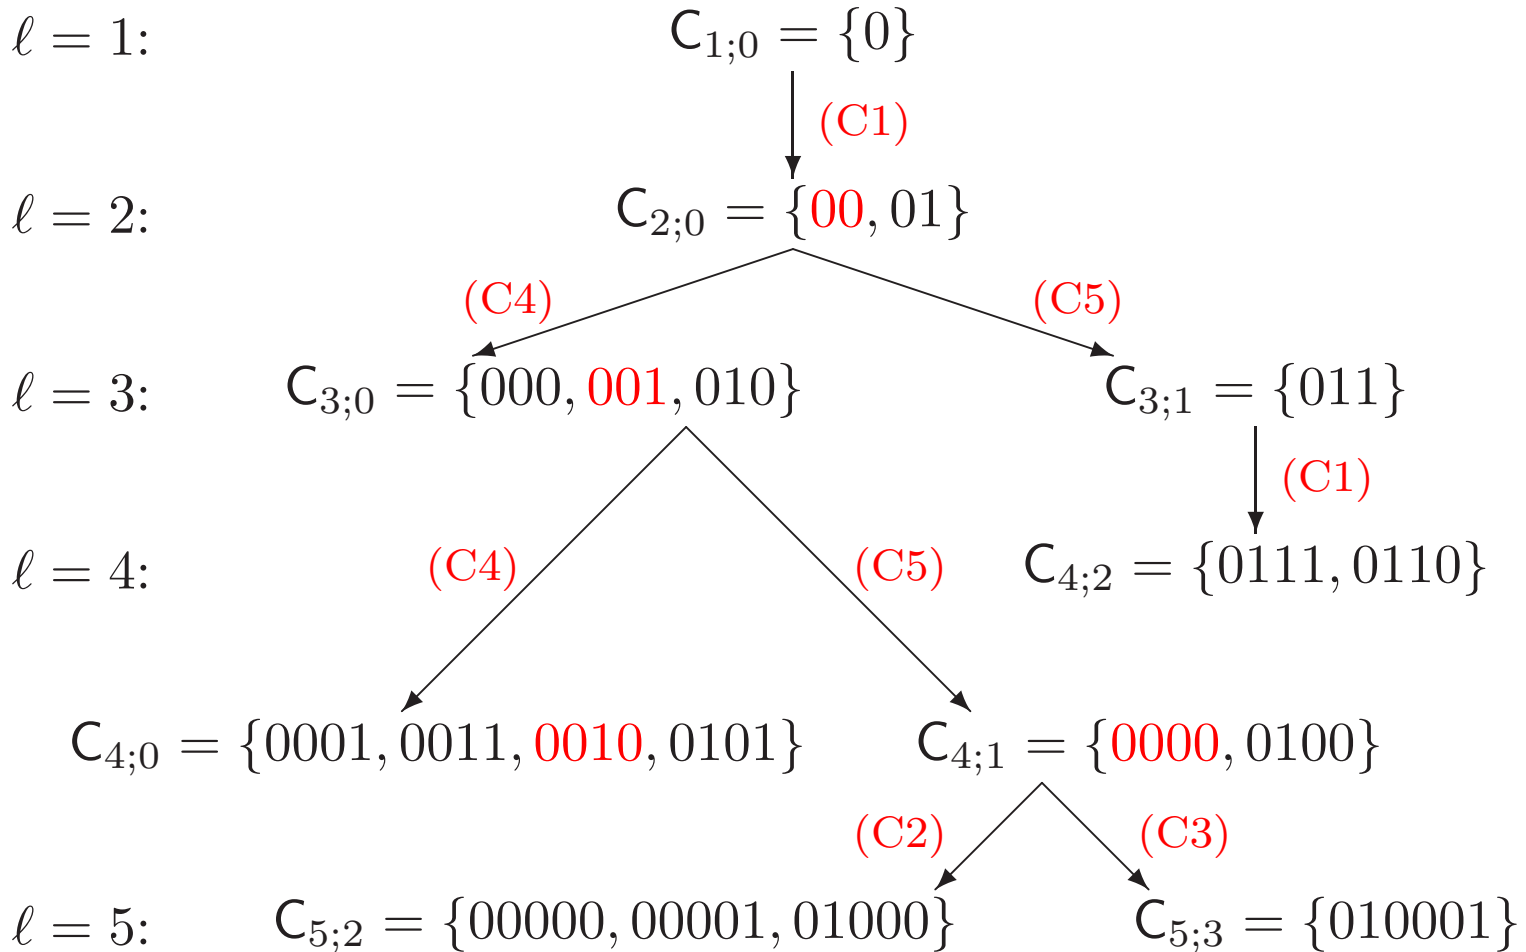 ℓ = 1: C₁;₀ = {0}
(C1)
ℓ = 2: C₂;₀ = {00, 01}
(C4) (C5)
ℓ = 3: C₃;₀ = {000, 001, 010} C₃;₁ = {011}
(C1)
ℓ = 4: (C4) (C5) C₄;₂ = {0111, 0110}
C₄;₀ = {0001, 0011, 0010, 0101} C₄;₁ = {0000, 0100}
(C2) (C3)
ℓ = 5: C₅;₂ = {00000, 00001, 01000} C₅;₃ = {010001}